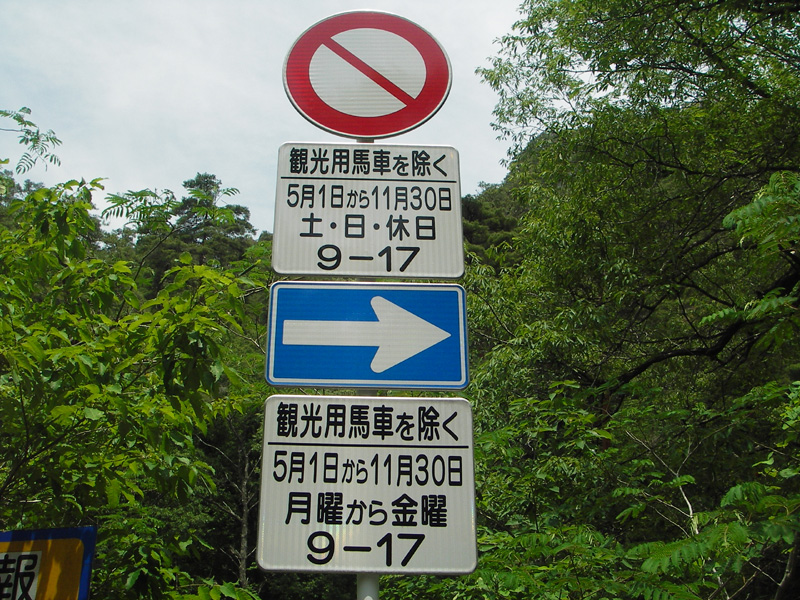 観光用馬車を除く
5月1日から11月30日
土・日・休日
9-17
観光用馬車を除く
5月1日から11月30日
月曜から金曜
9-17
報